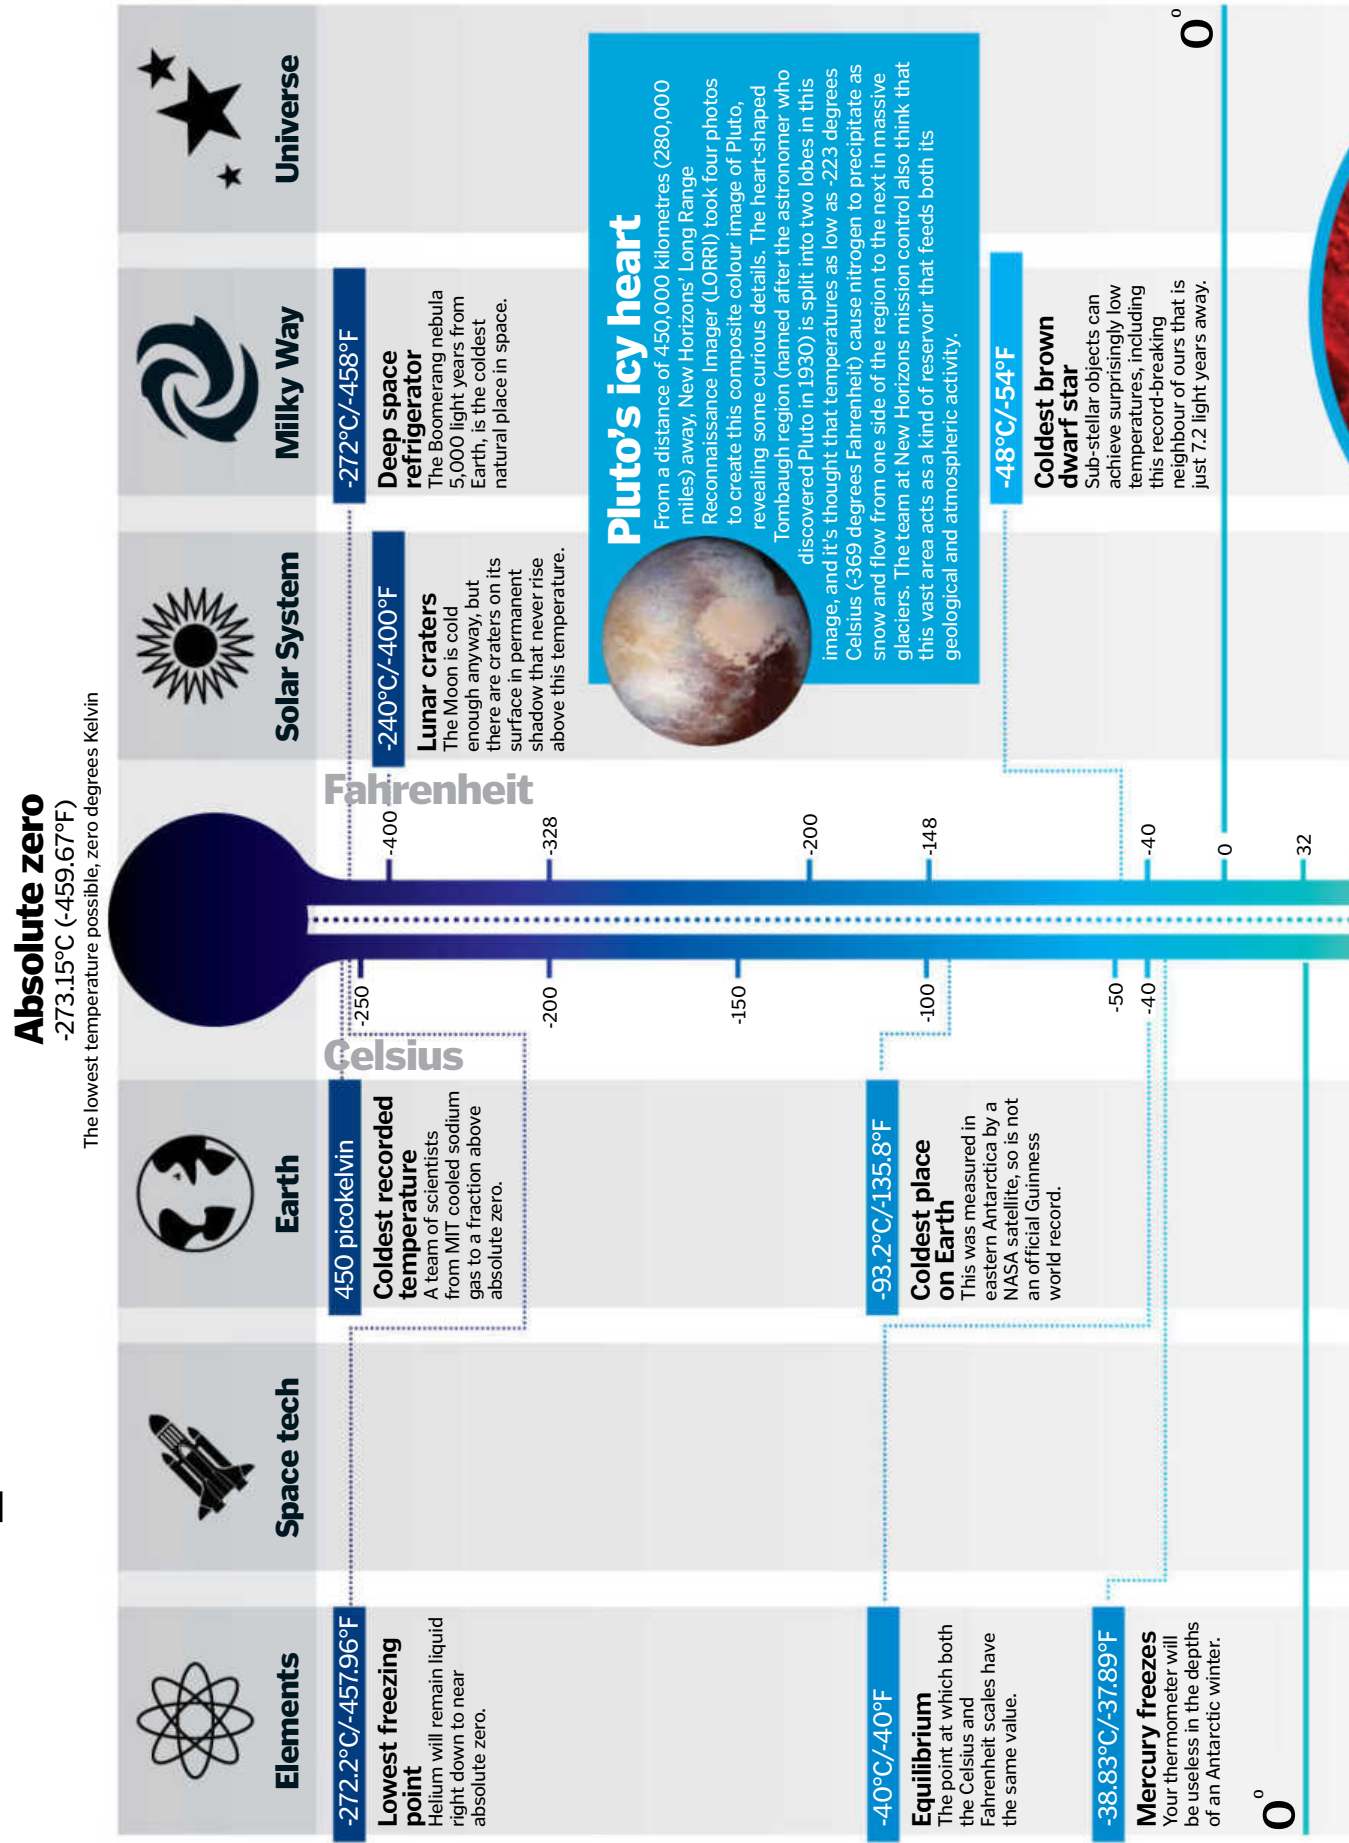 Absolute zero
-273.15°C (-459.67°F)
The lowest temperature possible, zero degrees Kelvin
Elements
Space tech
Earth
Solar System
Milky Way
Universe
Celsius
Fahrenheit
-272.2°C/-457.96°F
Lowest freezing
point
Helium will remain liquid
right down to near
absolute zero.
450 picokelvin
Coldest recorded
temperature
A team of scientists
from MIT cooled sodium
gas to a fraction above
absolute zero.
-240°C/-400°F
Lunar craters
The Moon is cold
enough anyway, but
there are craters on its
surface in permanent
shadow that never rise
above this temperature.
-272°C/-458°F
Deep space
refrigerator
The Boomerang nebula
5,000 light years from
Earth, is the coldest
natural place in space.
-250
-200
-150
-100
-50
-40
-400
-328
-200
-148
-40
0
32
Pluto's icy heart
From a distance of 450,000 kilometres (280,000
miles) away, New Horizons' Long Range
Reconnaissance Imager (LORRI) took four photos
to create this composite colour image of Pluto,
revealing some curious details. The heart-shaped
Tombaugh region (named after the astronomer who
discovered Pluto in 1930) is split into two lobes in this
image, and it's thought that temperatures as low as -223 degrees
Celsius (-369 degrees Fahrenheit) cause nitrogen to precipitate as
snow and flow from one side of the region to the next in massive
glaciers. The team at New Horizons mission control also think that
this vast area acts as a kind of reservoir that feeds both its
geological and atmospheric activity.
-40°C/-40°F
Equilibrium
The point at which both
the Celsius and
Fahrenheit scales have
the same value.
-93.2°C/-135.8°F
Coldest place
on Earth
This was measured in
eastern Antarctica by a
NASA satellite, so is not
an official Guinness
world record.
-48°C/-54°F
Coldest brown
dwarf star
Sub-stellar objects can
achieve surprisingly low
temperatures, including
this record-breaking
neighbour of ours that is
just 7.2 light years away.
-38.83°C/-37.89°F
Mercury freezes
Your thermometer will
be useless in the depths
of an Antarctic winter.
0°
0°